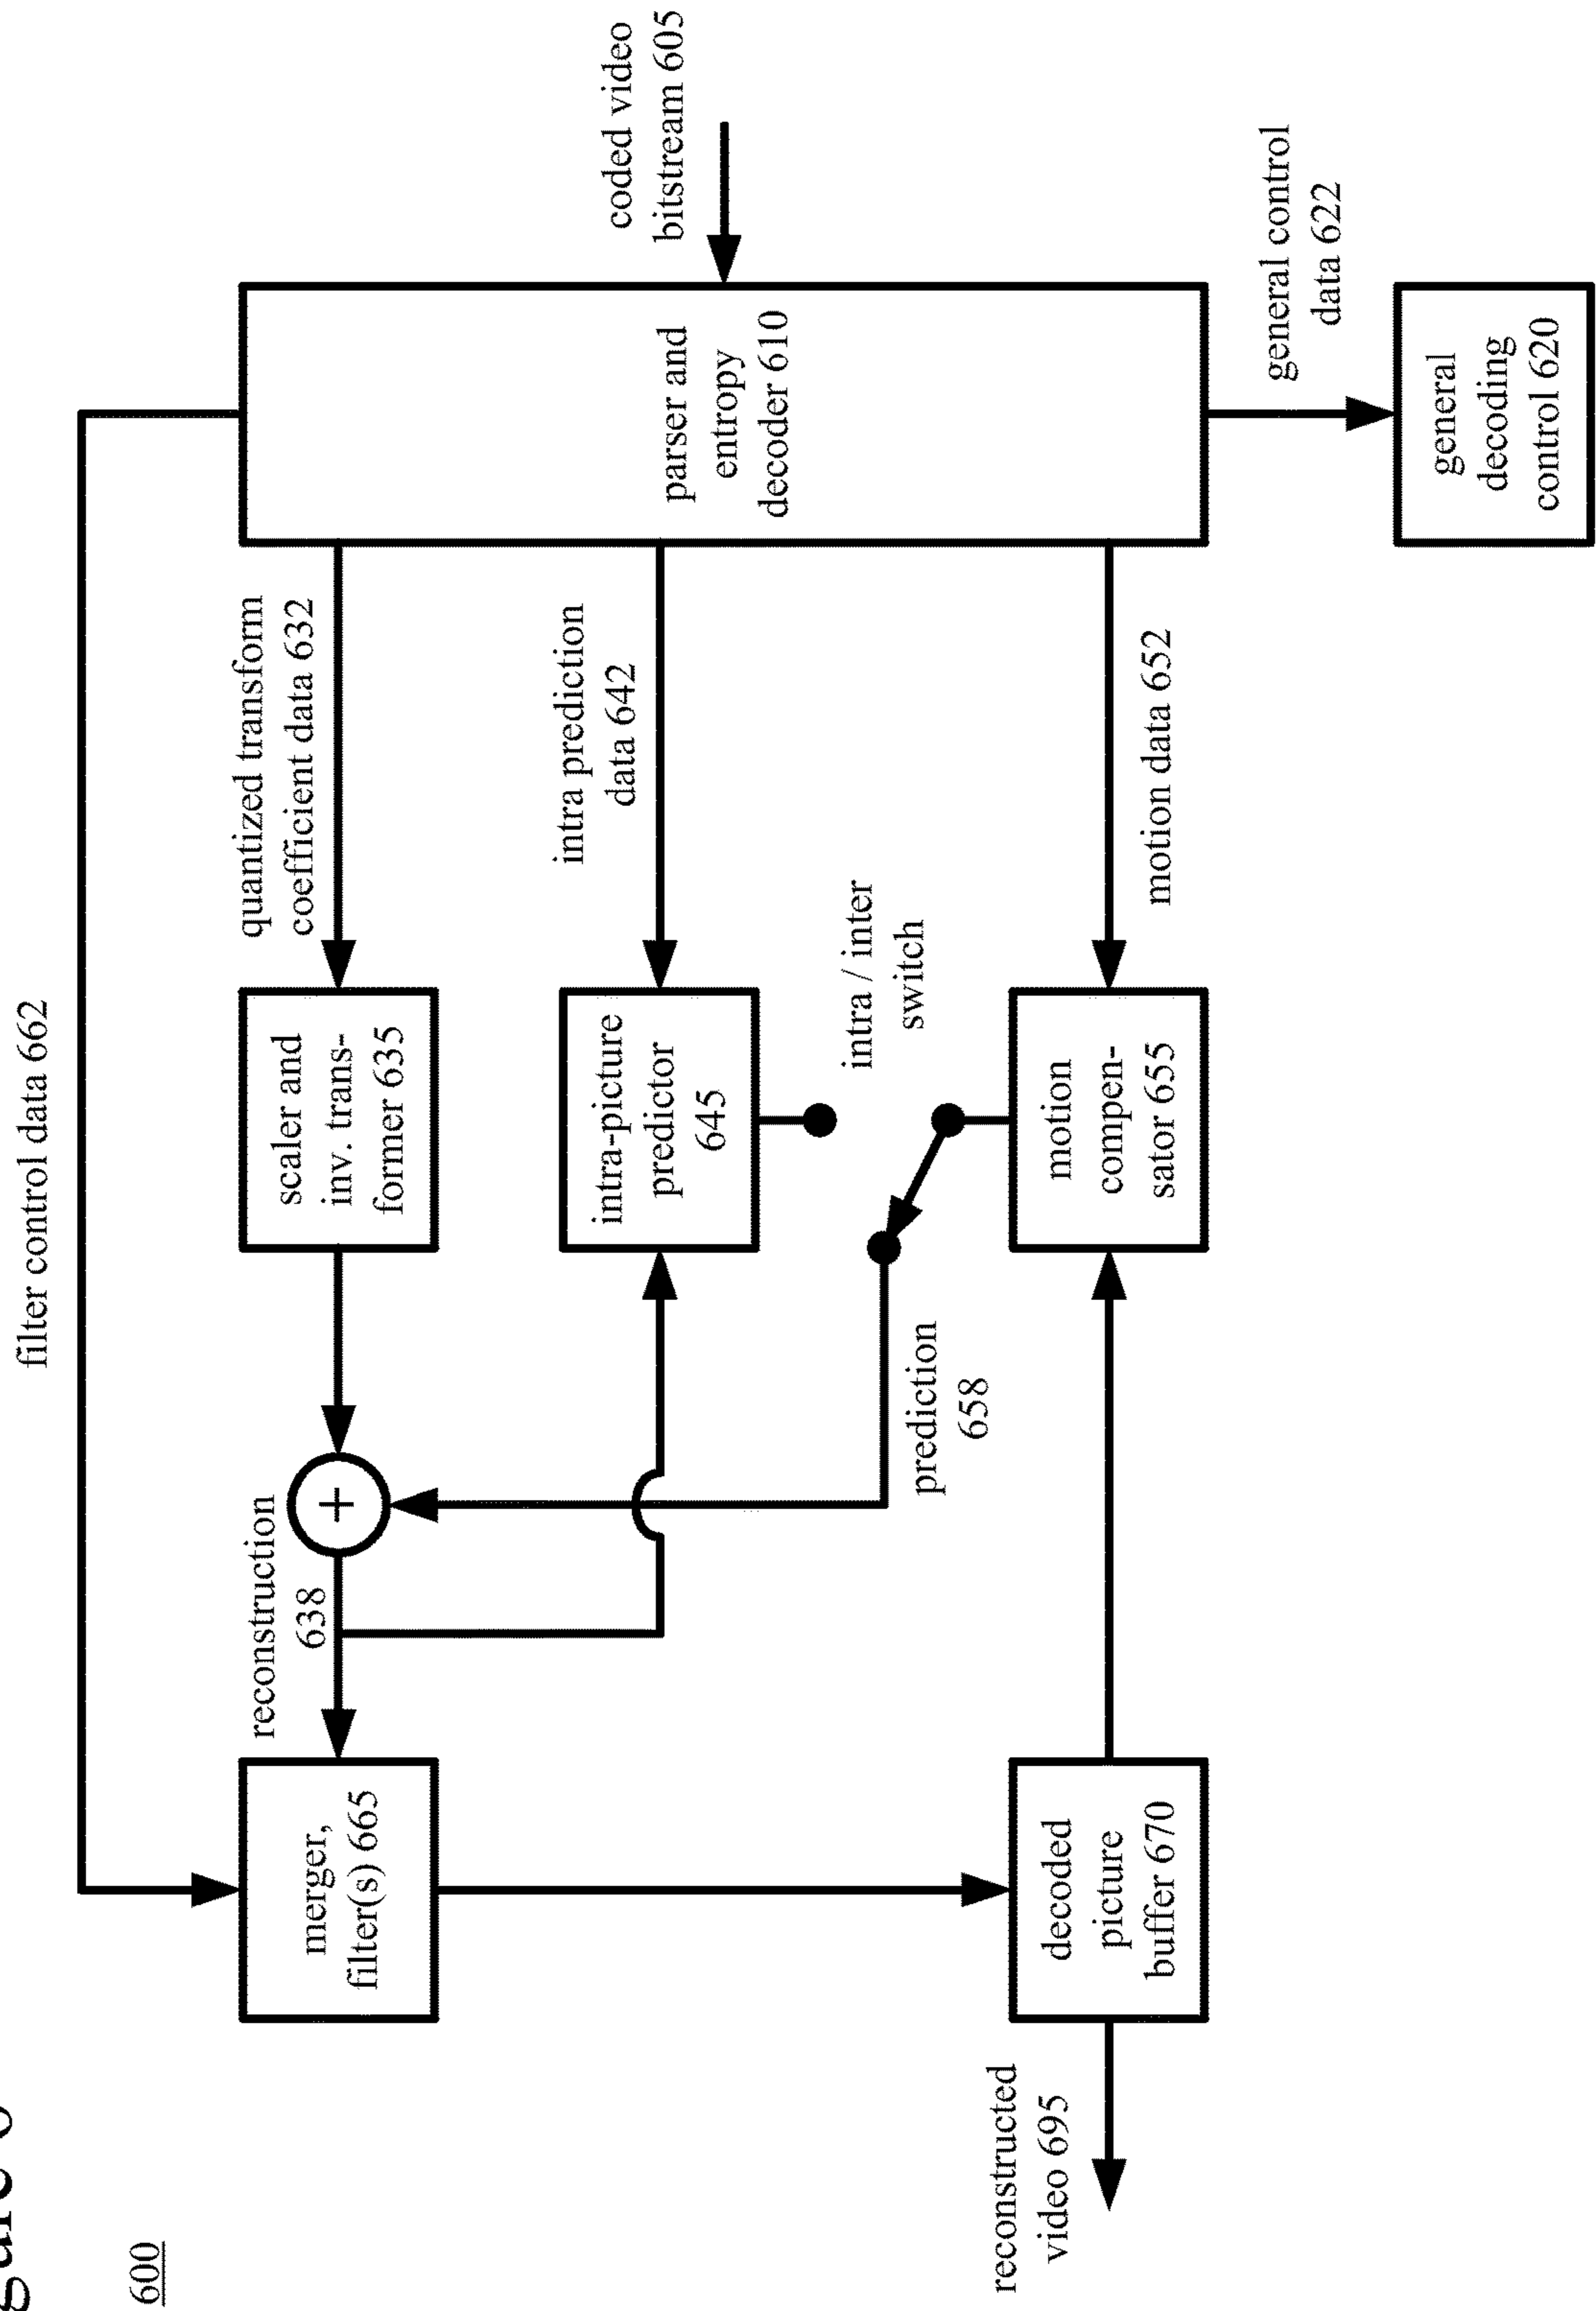 600
filter control data 662
merger,
filter(s) 665
reconstruction
638
+
scaler and
inv. trans-
former 635
quantized transform
coefficient data 632
intra-picture
predictor
645
intra prediction
data 642
parser and
entropy
decoder 610
coded video
bitstream 605
intra / inter
switch
prediction
658
reconstructed
video 695
decoded
picture
buffer 670
motion
compen-
sator 655
motion data 652
general control
data 622
general
decoding
control 620